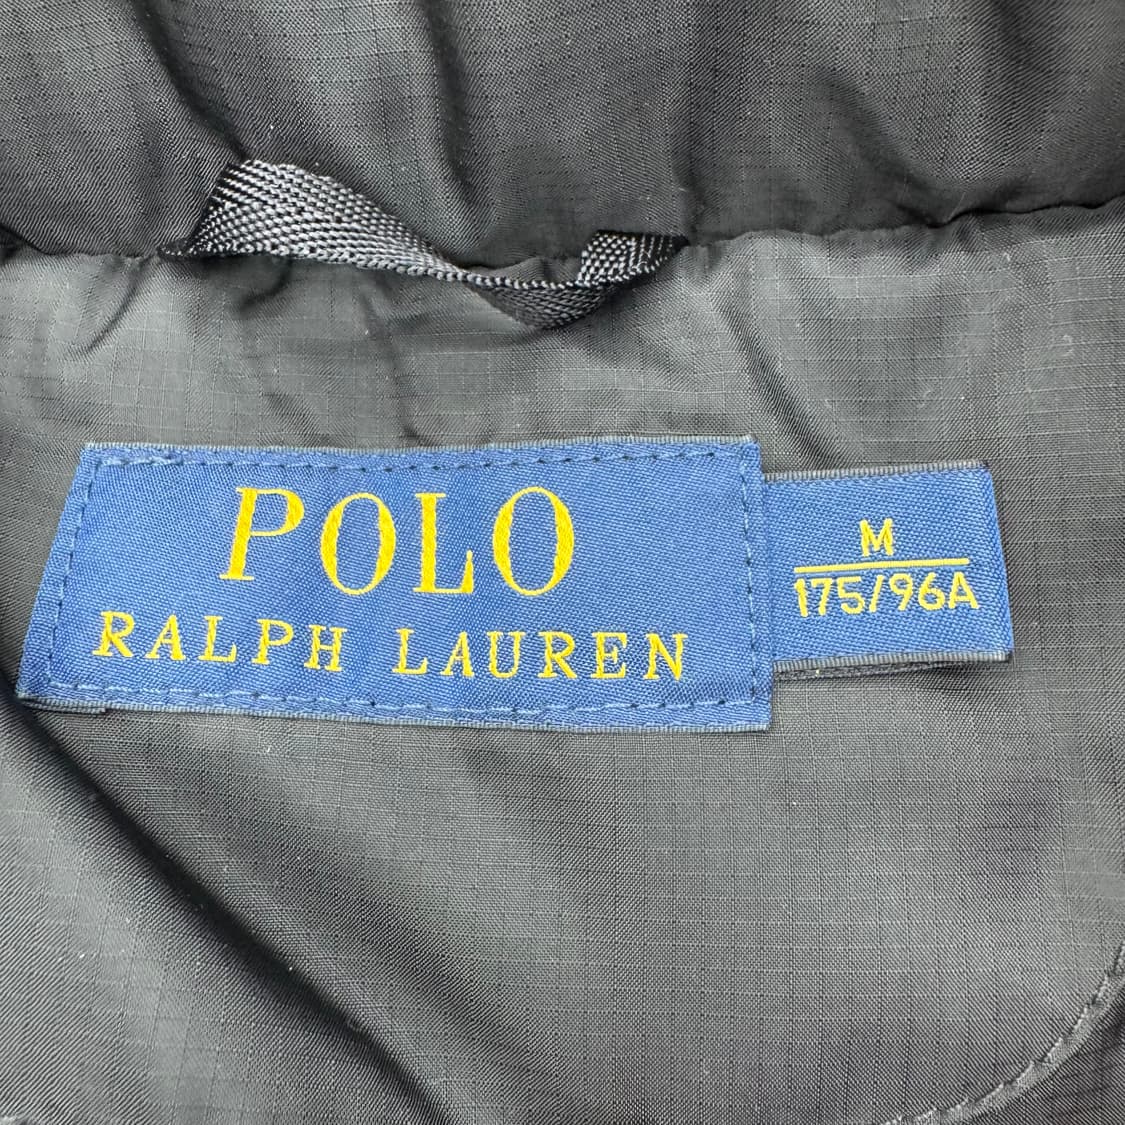 POLO
RALPH LAUREN
M
175/96A